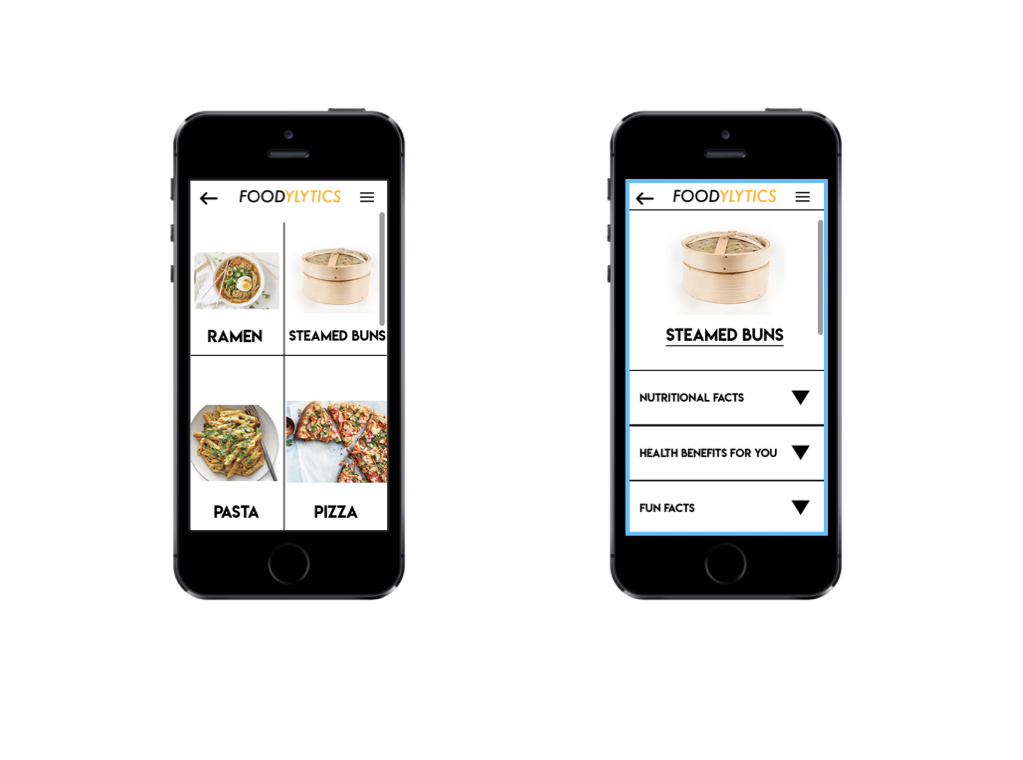 FOODYLYTICS
RAMEN
STEAMED BUNS
PASTA
PIZZA
FOODYLYTICS
STEAMED BUNS
NUTRITIONAL FACTS
HEALTH BENEFITS FOR YOU
FUN FACTS